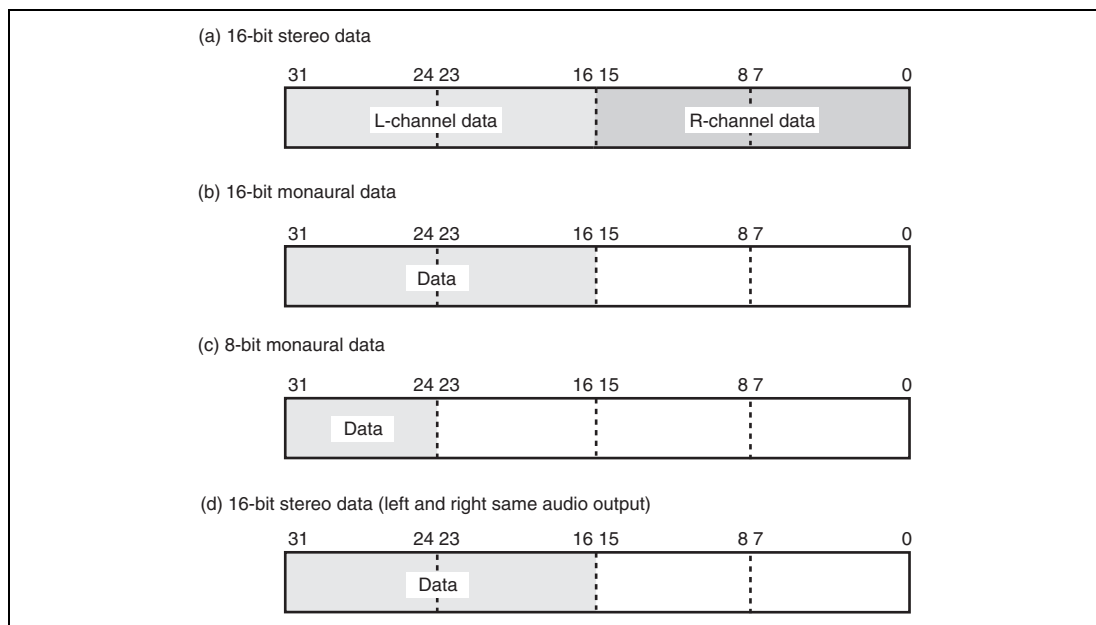 (a) 16-bit stereo data
31 24 23 16 15 8 7 0
L-channel data R-channel data
(b) 16-bit monaural data
31 24 23 16 15 8 7 0
Data
(c) 8-bit monaural data
31 24 23 16 15 8 7 0
Data
(d) 16-bit stereo data (left and right same audio output)
31 24 23 16 15 8 7 0
Data